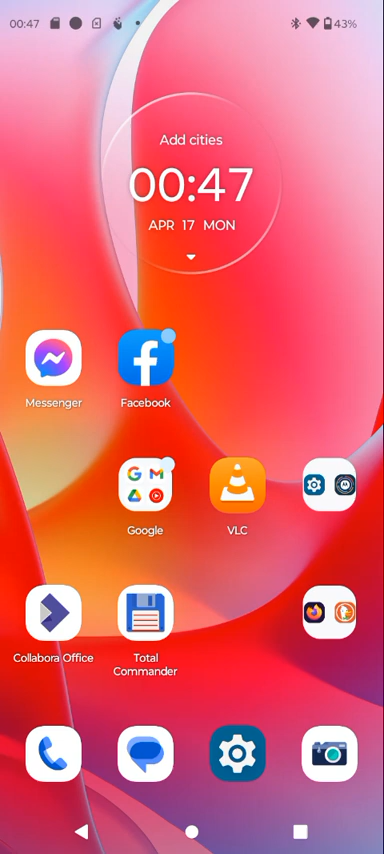 00:47
43%
Add cities
00:47
APR 17 MON
Messenger
Facebook
Google
VLC
Collabora Office
Total
Commander